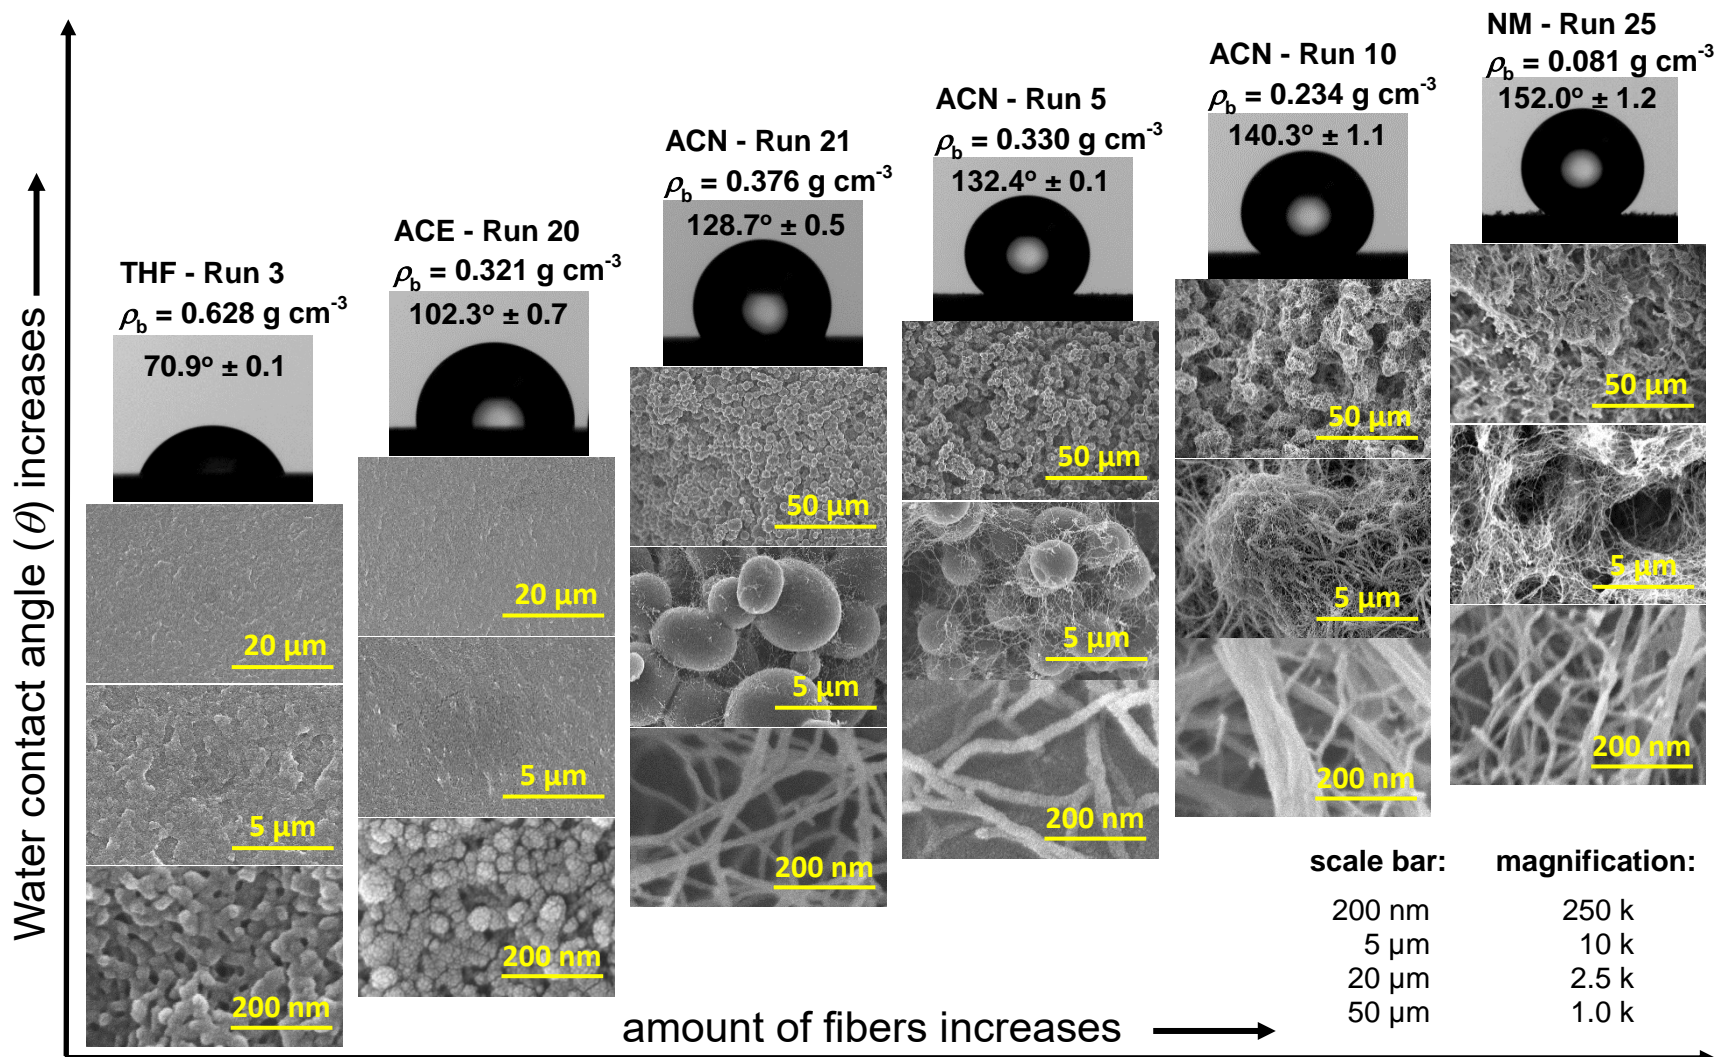 Water contact angle (θ) increases
THF - Run 3
ρb = 0.628 g cm-3
70.9º ± 0.1
20 µm
5 µm
200 nm
ACE - Run 20
ρb = 0.321 g cm-3
102.3º ± 0.7
20 µm
5 µm
200 nm
ACN - Run 21
ρb = 0.376 g cm-3
128.7º ± 0.5
50 µm
5 µm
200 nm
ACN - Run 5
ρb = 0.330 g cm-3
132.4º ± 0.1
50 µm
5 µm
200 nm
ACN - Run 10
ρb = 0.234 g cm-3
140.3º ± 1.1
50 µm
5 µm
200 nm
NM - Run 25
ρb = 0.081 g cm-3
152.0º ± 1.2
50 µm
5 µm
200 nm
scale bar: magnification:
200 nm 250 k
5 µm 10 k
20 µm 2.5 k
50 µm 1.0 k
amount of fibers increases